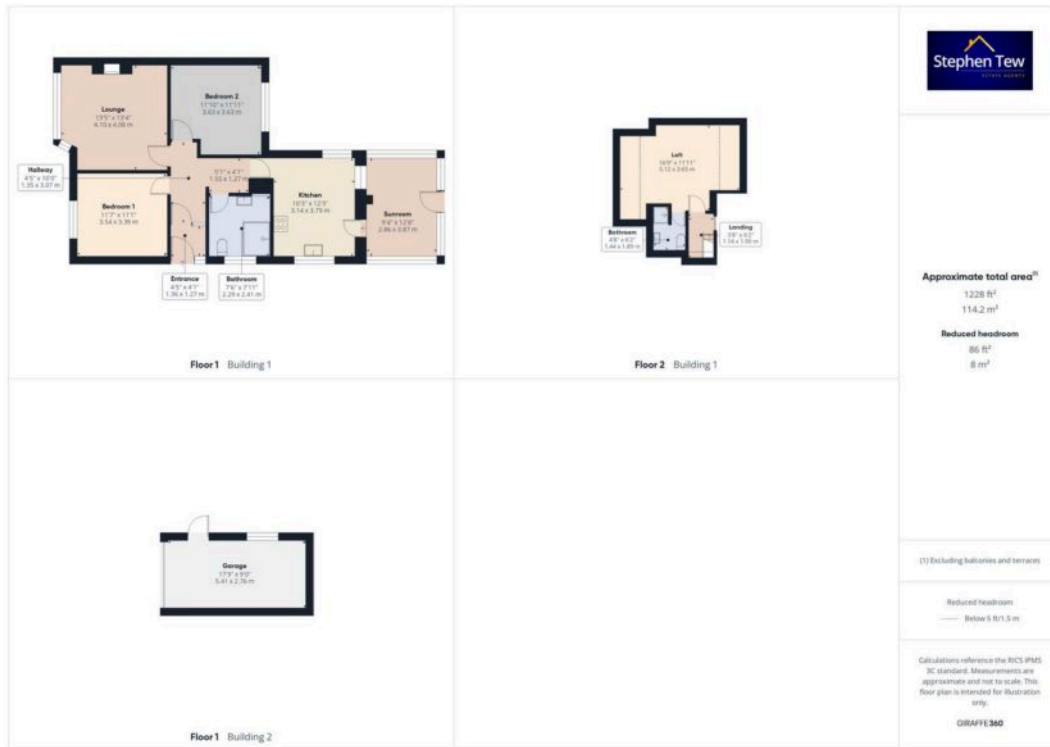 Lounge
13'5" x 13'4"
4.10 x 4.08 m
Bedroom 2
11'10" x 11'11"
3.63 x 3.63 m
Hallway
4'5" x 10'0"
1.35 x 3.07 m
Bedroom 1
11'7" x 11'1"
3.54 x 3.39 m
5'1" x 4'1"
1.55 x 1.27 m
Kitchen
10'3" x 12'5"
3.14 x 3.79 m
Sunroom
9'4" x 12'8"
2.86 x 3.87 m
Entrance
4'5" x 4'1"
1.36 x 1.27 m
Bathroom
7'6" x 7'11"
2.29 x 2.41 m
Floor 1 Building 1
Loft
16'9" x 11'11"
5.12 x 3.65 m
Bathroom
4'8" x 6'2"
1.44 x 1.89 m
Landing
3'8" x 6'2"
1.14 x 1.90 m
Floor 2 Building 1
Garage
17'9" x 9'0"
5.41 x 2.76 m
Floor 1 Building 2
Stephen Tew
ESTATE AGENTS
Approximate total area(1)
1228 ft²
114.2 m²
Reduced headroom
86 ft²
8 m²
(1) Excluding balconies and terraces
Reduced headroom
Below 5 ft/1.5 m
Calculations reference the RICS IPMS
3C standard. Measurements are
approximate and not to scale. This
floor plan is intended for illustration
only.
GIRAFFE360